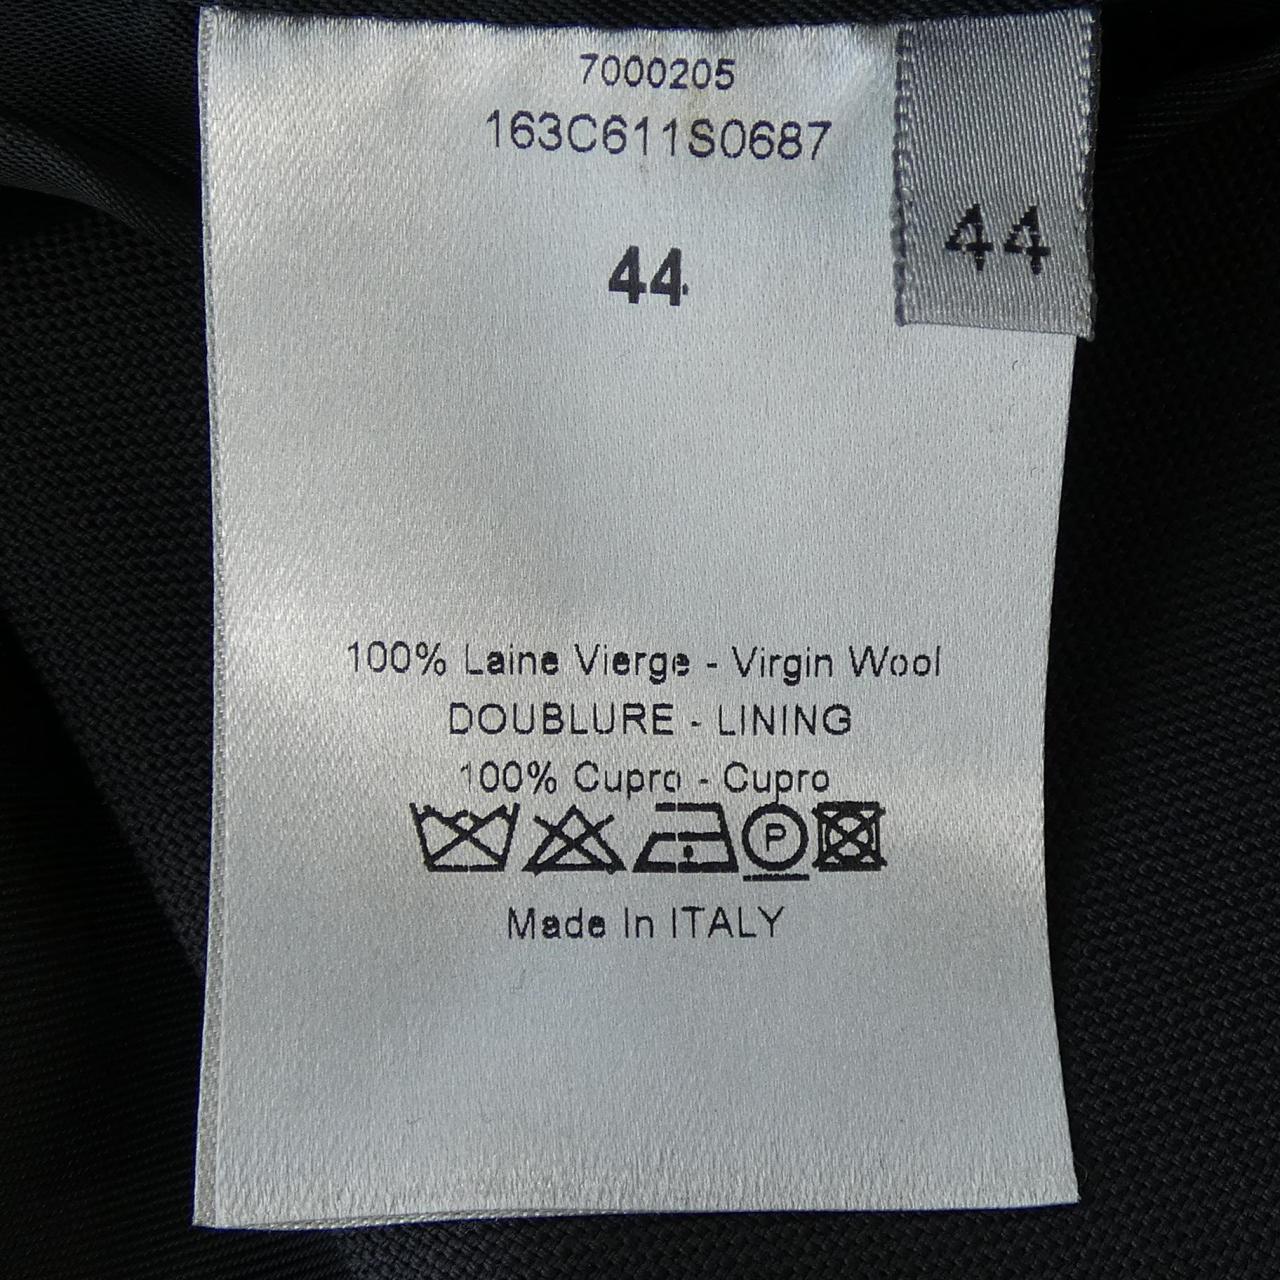 7000205
163C611S0687
44
44
100% Laine Vierge - Virgin Wool
DOUBLURE - LINING
100% Cupro - Cupro
P
Made In ITALY